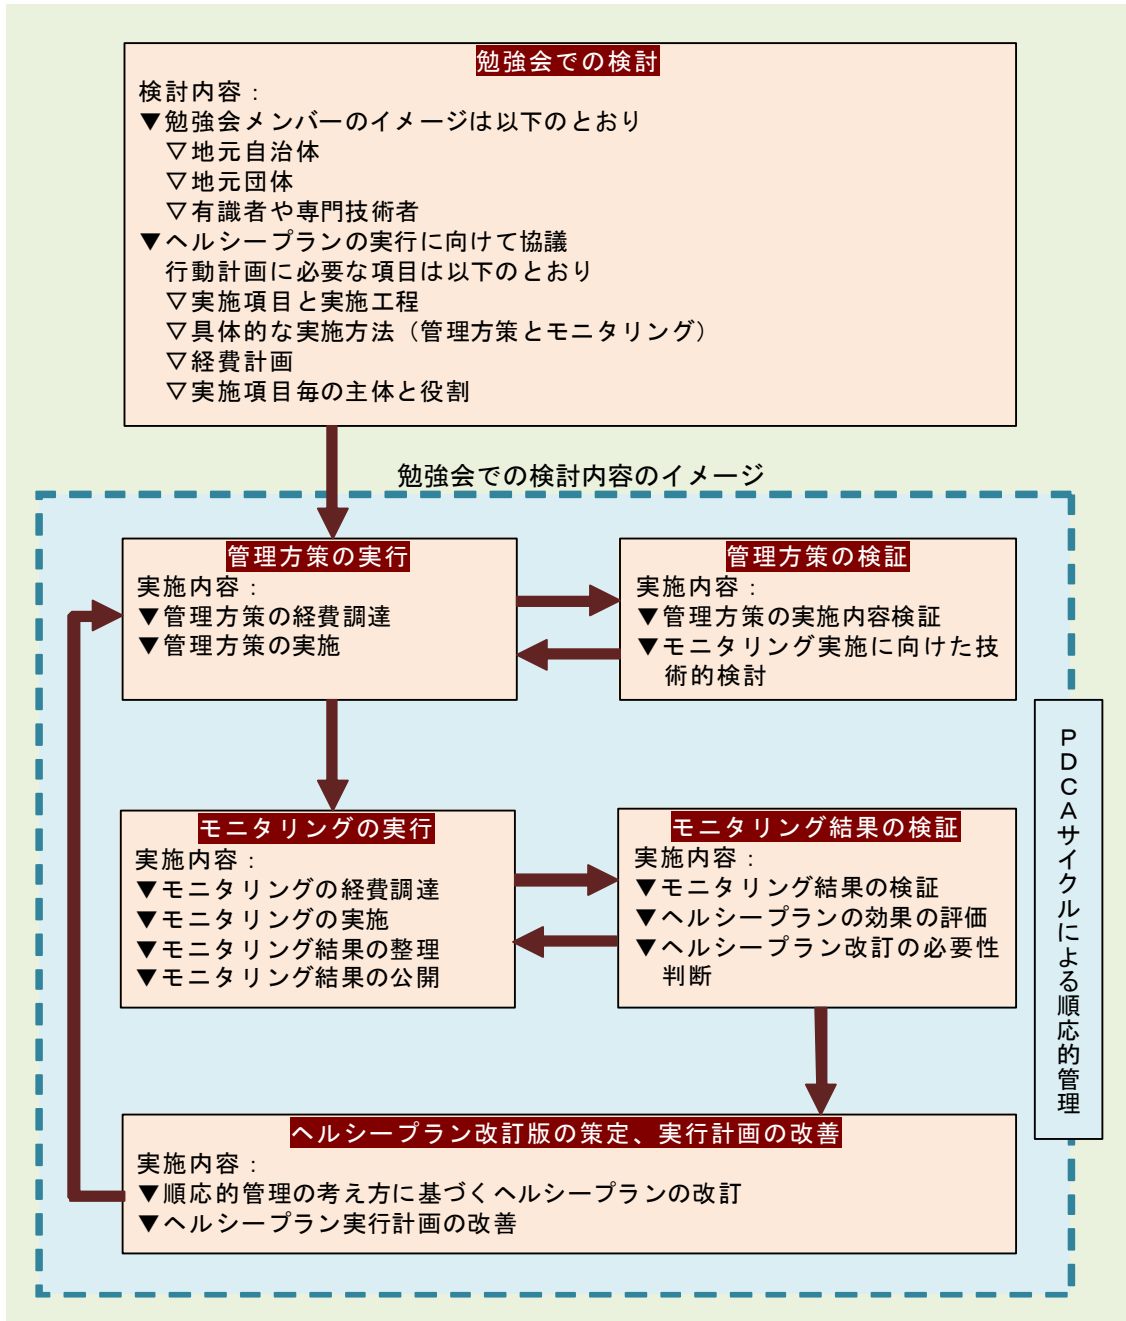 勉強会での検討
検討内容：
▼勉強会メンバーのイメージは以下のとおり
▽地元自治体
▽地元団体
▽有識者や専門技術者
▼ヘルシープランの実行に向けて協議
行動計画に必要な項目は以下のとおり
▽実施項目と実施工程
▽具体的な実施方法（管理方策とモニタリング）
▽経費計画
▽実施項目毎の主体と役割
勉強会での検討内容のイメージ
管理方策の実行
実施内容：
▼管理方策の経費調達
▼管理方策の実施
管理方策の検証
実施内容：
▼管理方策の実施内容検証
▼モニタリング実施に向けた技
術的検討
モニタリングの実行
実施内容：
▼モニタリングの経費調達
▼モニタリングの実施
▼モニタリング結果の整理
▼モニタリング結果の公開
モニタリング結果の検証
実施内容：
▼モニタリング結果の検証
▼ヘルシープランの効果の評価
▼ヘルシープラン改訂の必要性
判断
ＰＤＣＡサイクルによる順応的管理
ヘルシープラン改訂版の策定、実行計画の改善
実施内容：
▼順応的管理の考え方に基づくヘルシープランの改訂
▼ヘルシープラン実行計画の改善